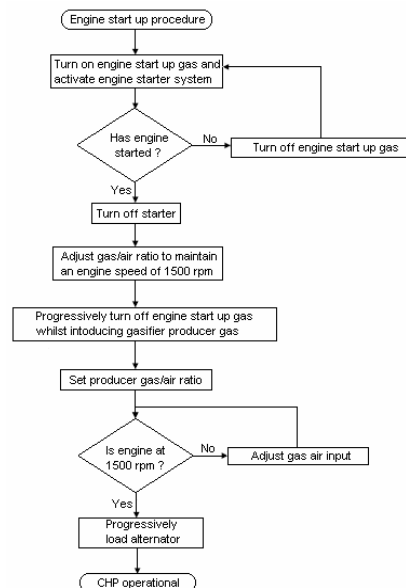 Engine start up procedure
Turn on engine start up gas and
activate engine starter system
Has engine
started ?
No
Turn off engine start up gas
Yes
Turn off starter
Adjust gas/air ratio to maintain
an engine speed of 1500 rpm
Progressively turn off engine start up gas
whilst intoducing gasifier producer gas
Set producer gas/air ratio
Is engine at
1500 rpm ?
No
Adjust gas air input
Yes
Progressively
load alternator
CHP operational